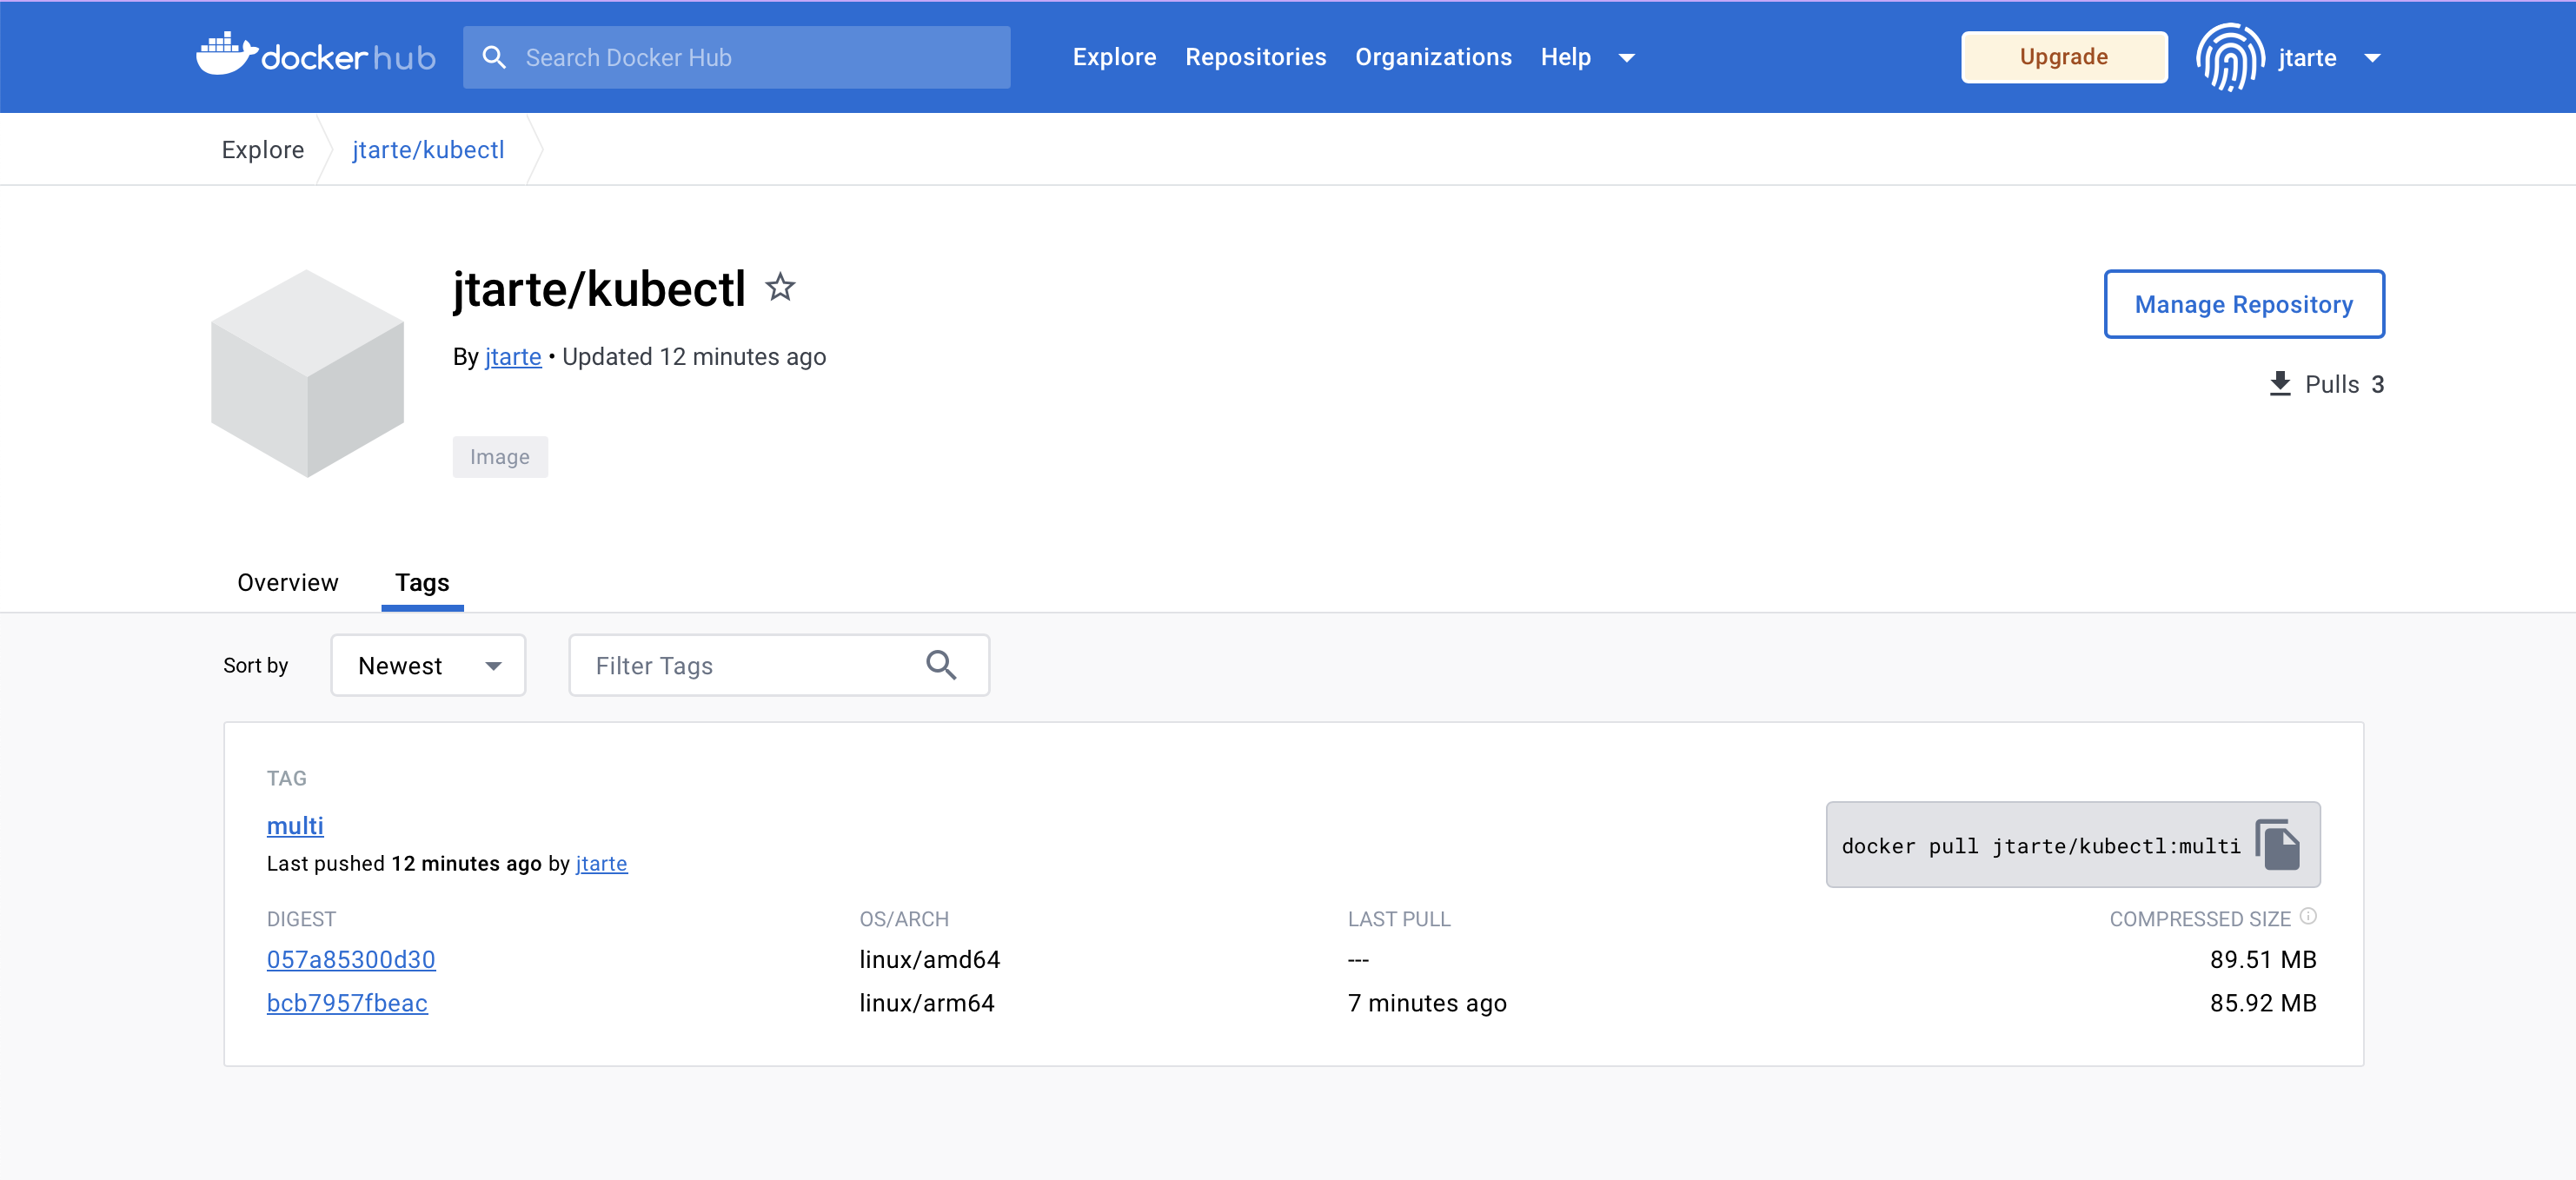 docker hub Search Docker Hub Explore Repositories Organizations Help Upgrade jtarte
Explore jtarte/kubectl
jtarte/kubectl
Manage Repository
By jtarte • Updated 12 minutes ago
Pulls 3
Image
Overview Tags
Sort by Newest Filter Tags
TAG
multi
docker pull jtarte/kubectl:multi
Last pushed 12 minutes ago by jtarte
DIGEST OS/ARCH LAST PULL COMPRESSED SIZE
057a85300d30 linux/amd64 --- 89.51 MB
bcb7957fbeac linux/arm64 7 minutes ago 85.92 MB